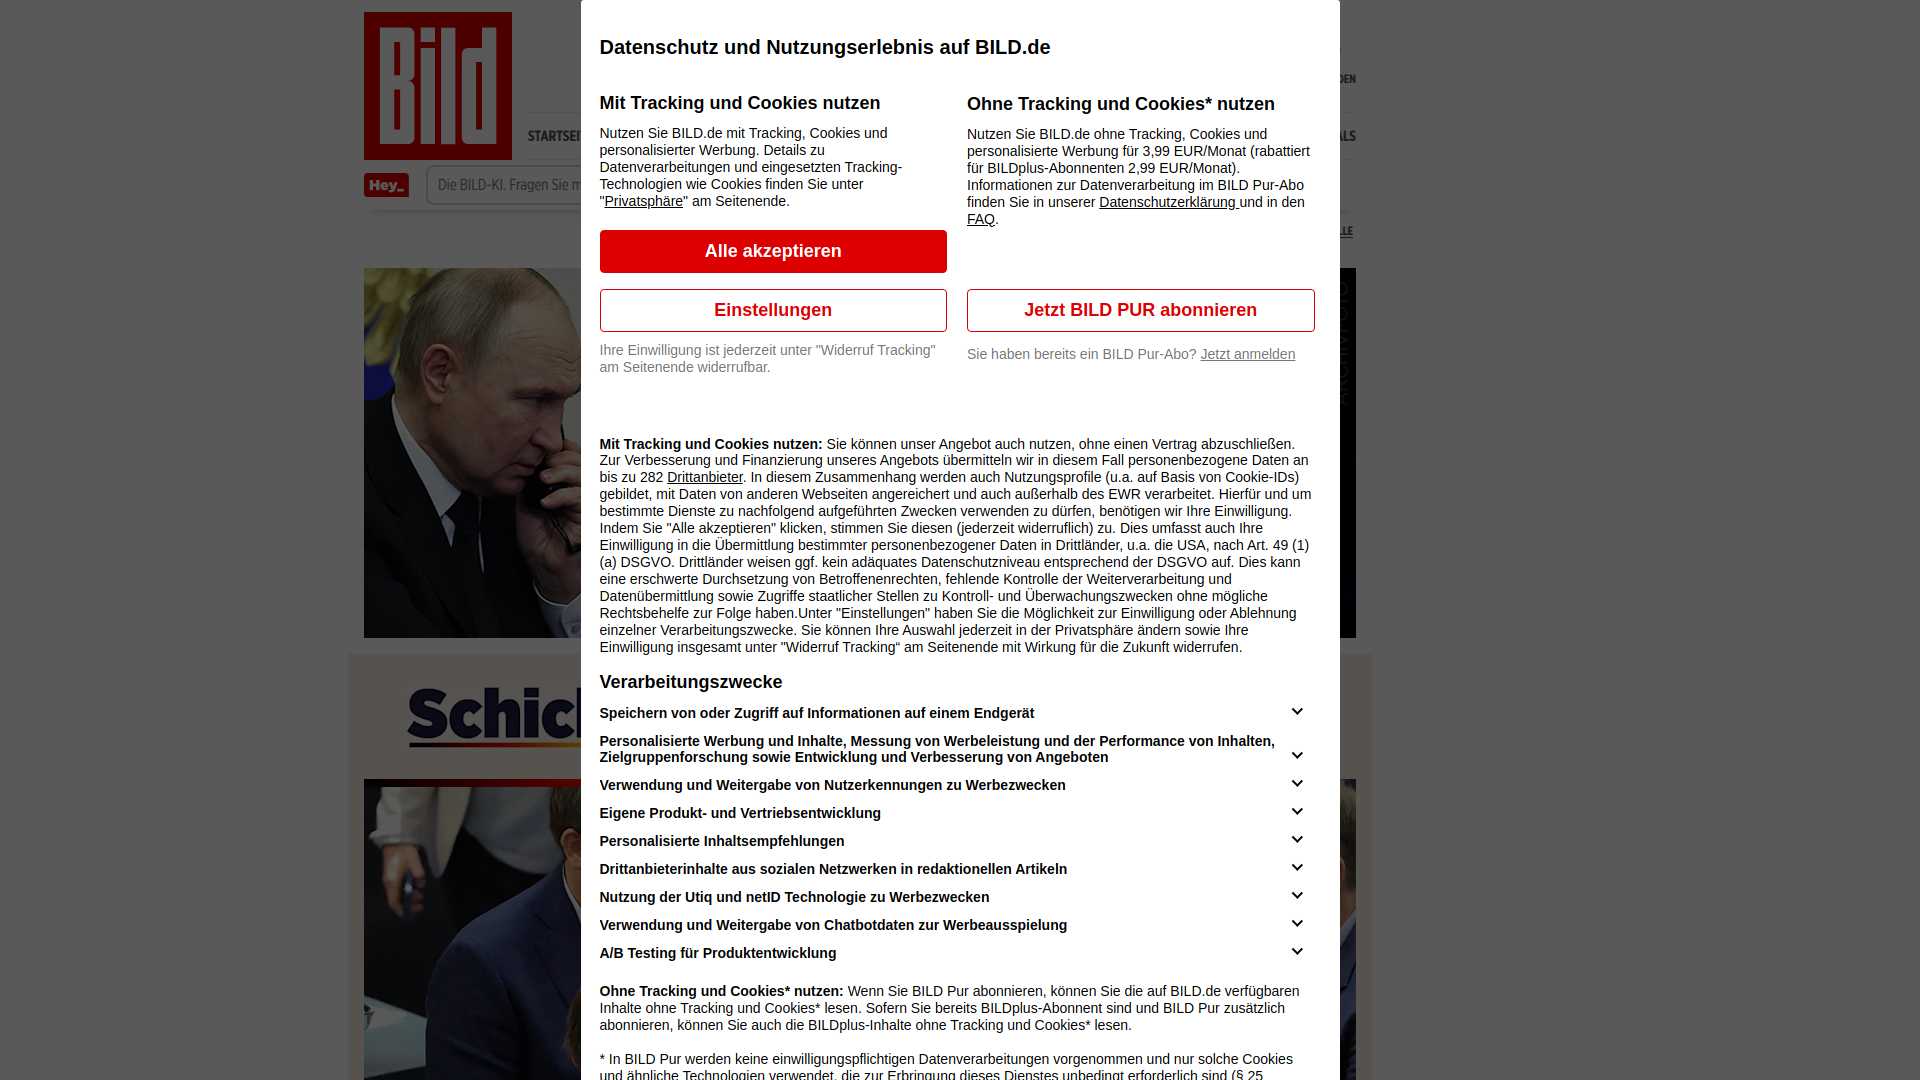 Bild
DEN
STARTSEI
ALS
Hey_
Die BILD-KI. Fragen Sie m
LLE
Schick
Datenschutz und Nutzungserlebnis auf BILD.de
Mit Tracking und Cookies nutzen
Nutzen Sie BILD.de mit Tracking, Cookies und
personalisierter Werbung. Details zu
Datenverarbeitungen und eingesetzten Tracking-
Technologien wie Cookies finden Sie unter
"Privatsphäre" am Seitenende.
Alle akzeptieren
Einstellungen
Ihre Einwilligung ist jederzeit unter "Widerruf Tracking"
am Seitenende widerrufbar.
Ohne Tracking und Cookies* nutzen
Nutzen Sie BILD.de ohne Tracking, Cookies und
personalisierte Werbung für 3,99 EUR/Monat (rabattiert
für BILDplus-Abonnenten 2,99 EUR/Monat).
Informationen zur Datenverarbeitung im BILD Pur-Abo
finden Sie in unserer Datenschutzerklärung und in den
FAQ.
Jetzt BILD PUR abonnieren
Sie haben bereits ein BILD Pur-Abo? Jetzt anmelden
Mit Tracking und Cookies nutzen: Sie können unser Angebot auch nutzen, ohne einen Vertrag abzuschließen.
Zur Verbesserung und Finanzierung unseres Angebots übermitteln wir in diesem Fall personenbezogene Daten an
bis zu 282 Drittanbieter. In diesem Zusammenhang werden auch Nutzungsprofile (u.a. auf Basis von Cookie-IDs)
gebildet, mit Daten von anderen Webseiten angereichert und auch außerhalb des EWR verarbeitet. Hierfür und um
bestimmte Dienste zu nachfolgend aufgeführten Zwecken verwenden zu dürfen, benötigen wir Ihre Einwilligung.
Indem Sie "Alle akzeptieren" klicken, stimmen Sie diesen (jederzeit widerruflich) zu. Dies umfasst auch Ihre
Einwilligung in die Übermittlung bestimmter personenbezogener Daten in Drittländer, u.a. die USA, nach Art. 49 (1)
(a) DSGVO. Drittländer weisen ggf. kein adäquates Datenschutzniveau entsprechend der DSGVO auf. Dies kann
eine erschwerte Durchsetzung von Betroffenenrechten, fehlende Kontrolle der Weiterverarbeitung und
Datenübermittlung sowie Zugriffe staatlicher Stellen zu Kontroll- und Überwachungszwecken ohne mögliche
Rechtsbehelfe zur Folge haben.Unter "Einstellungen" haben Sie die Möglichkeit zur Einwilligung oder Ablehnung
einzelner Verarbeitungszwecke. Sie können Ihre Auswahl jederzeit in der Privatsphäre ändern sowie Ihre
Einwilligung insgesamt unter "Widerruf Tracking“ am Seitenende mit Wirkung für die Zukunft widerrufen.
Verarbeitungszwecke
Speichern von oder Zugriff auf Informationen auf einem Endgerät
Personalisierte Werbung und Inhalte, Messung von Werbeleistung und der Performance von Inhalten,
Zielgruppenforschung sowie Entwicklung und Verbesserung von Angeboten
Verwendung und Weitergabe von Nutzerkennungen zu Werbezwecken
Eigene Produkt- und Vertriebsentwicklung
Personalisierte Inhaltsempfehlungen
Drittanbieterinhalte aus sozialen Netzwerken in redaktionellen Artikeln
Nutzung der Utiq und netID Technologie zu Werbezwecken
Verwendung und Weitergabe von Chatbotdaten zur Werbeausspielung
A/B Testing für Produktentwicklung
Ohne Tracking und Cookies* nutzen: Wenn Sie BILD Pur abonnieren, können Sie die auf BILD.de verfügbaren
Inhalte ohne Tracking und Cookies* lesen. Sofern Sie bereits BILDplus-Abonnent sind und BILD Pur zusätzlich
abonnieren, können Sie auch die BILDplus-Inhalte ohne Tracking und Cookies* lesen.
* In BILD Pur werden keine einwilligungspflichtigen Datenverarbeitungen vorgenommen und nur solche Cookies
und ähnliche Technologien verwendet, die zur Erbringung dieses Dienstes unbedingt erforderlich sind (§ 25